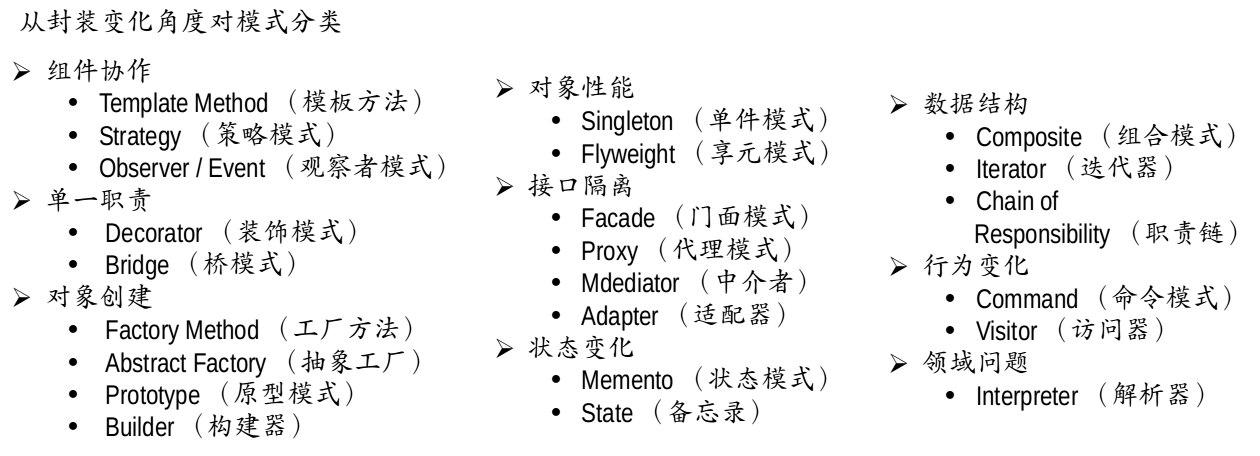 从封装变化角度对模式分类
➢ 组件协作
• Template Method （模板方法）
• Strategy （策略模式）
• Observer / Event （观察者模式）
➢ 单一职责
• Decorator （装饰模式）
• Bridge （桥模式）
➢ 对象创建
• Factory Method （工厂方法）
• Abstract Factory （抽象工厂）
• Prototype （原型模式）
• Builder （构建器）
➢ 对象性能
• Singleton （单件模式）
• Flyweight （享元模式）
➢ 接口隔离
• Facade （门面模式）
• Proxy （代理模式）
• Mdediator （中介者）
• Adapter （适配器）
➢ 状态变化
• Memento （状态模式）
• State （备忘录）
➢ 数据结构
• Composite （组合模式）
• Iterator （迭代器）
• Chain of
Responsibility （职责链）
➢ 行为变化
• Command （命令模式）
• Visitor （访问器）
➢ 领域问题
• Interpreter （解析器）